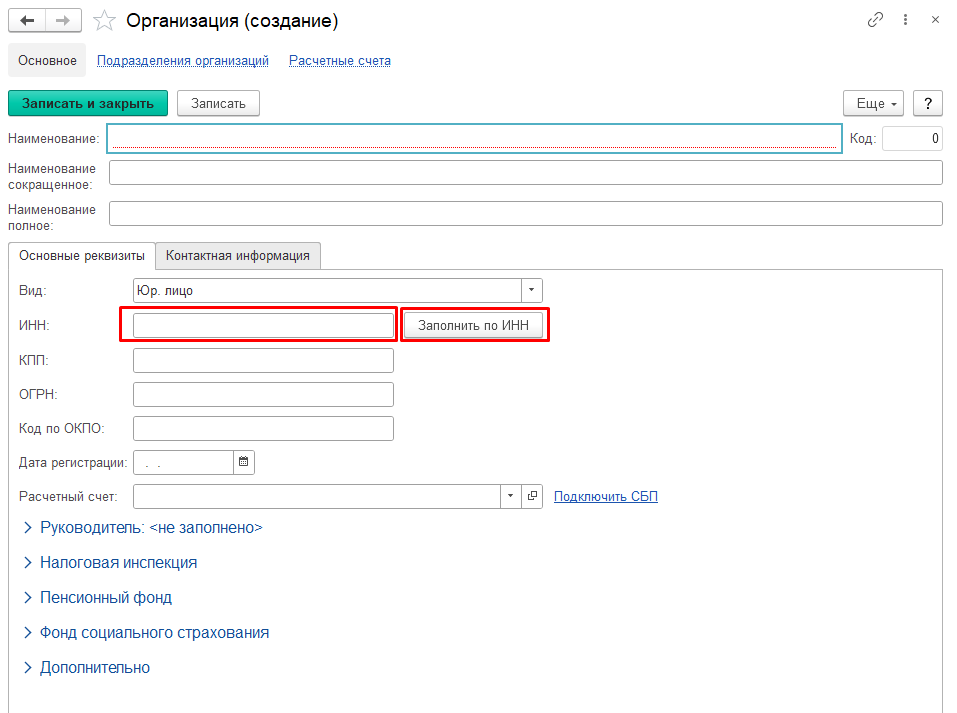 Организация (создание)
Основное Подразделения организаций Расчетные счета
Записать и закрыть Записать Еще ?
Наименование: Код: 0
Наименование
сокращенное:
Наименование
полное:
Основные реквизиты Контактная информация
Вид: Юр. лицо
ИНН: Заполнить по ИНН
КПП:
ОГРН:
Код по ОКПО:
Дата регистрации: . .
Расчетный счет: Подключить СБП
Руководитель: <не заполнено>
Налоговая инспекция
Пенсионный фонд
Фонд социального страхования
Дополнительно